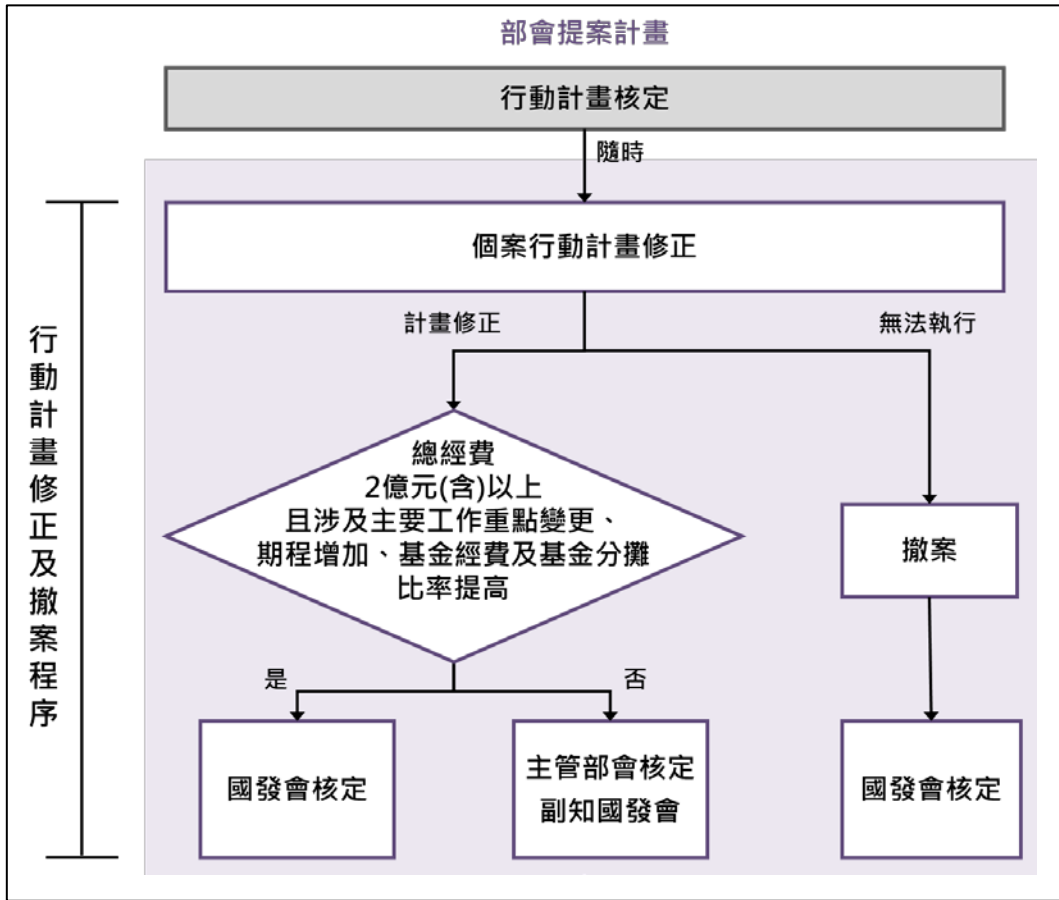 部會提案計畫
行動計畫核定
隨時
個案行動計畫修正
行動計畫修正及撤案程序
計畫修正
無法執行
總經費
2億元(含)以上
且涉及主要工作重點變更、
期程增加、基金經費及基金分攤
比率提高
撤案
是
否
國發會核定
主管部會核定
副知國發會
國發會核定